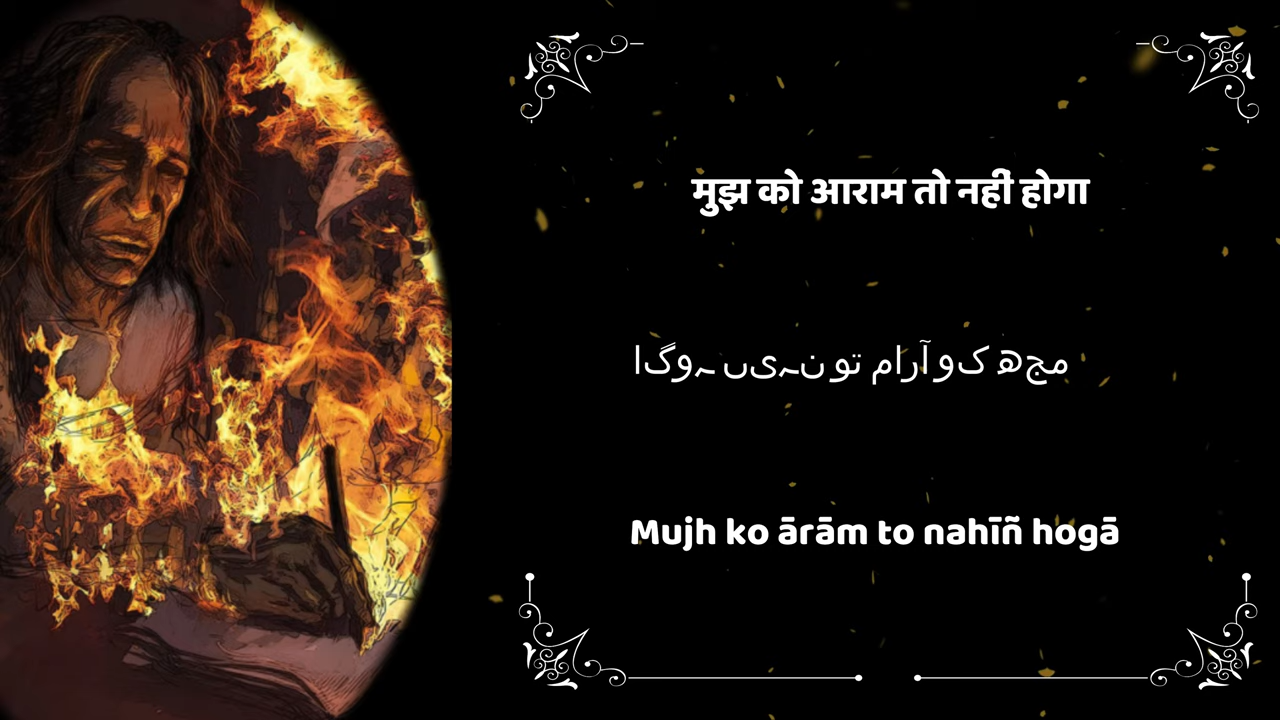 मुझ को आराम तो नहीं होगा
مجھ کو آرام تو نہیں ہوگا
Mujh ko ārām to nahīñ hogā